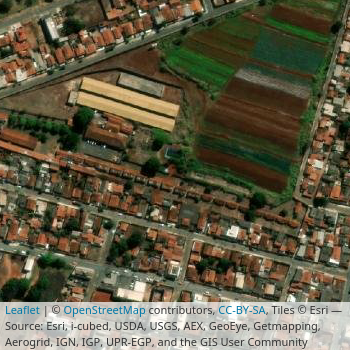 Leaflet | © OpenStreetMap contributors, CC-BY-SA, Tiles © Esri —
Source: Esri, i-cubed, USDA, USGS, AEX, GeoEye, Getmapping,
Aerogrid, IGN, IGP, UPR-EGP, and the GIS User Community